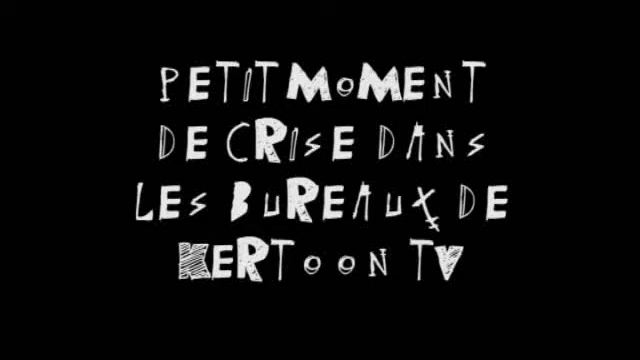 PETIT MOMENT
DE CRISE DANS
LES BUREAUX DE
KERTOON TV